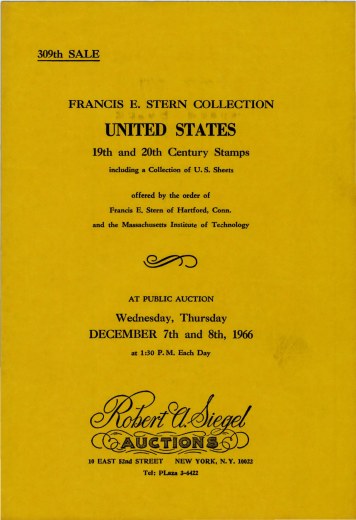 309th SALE
FRANCIS E. STERN COLLECTION
UNITED STATES
19th and 20th Century Stamps
including a Collection of U. S. Sheets
offered by the order of
Francis E. Stern of Hartford, Conn.
and the Massachusetts Institute of Technology
AT PUBLIC AUCTION
Wednesday, Thursday
DECEMBER 7th and 8th, 1966
at 1:30 P. M. Each Day
Robert A. Siegel
AUCTIONS
10 EAST 52nd STREET NEW YORK, N. Y. 10022
Tel: PLaza 3-6422